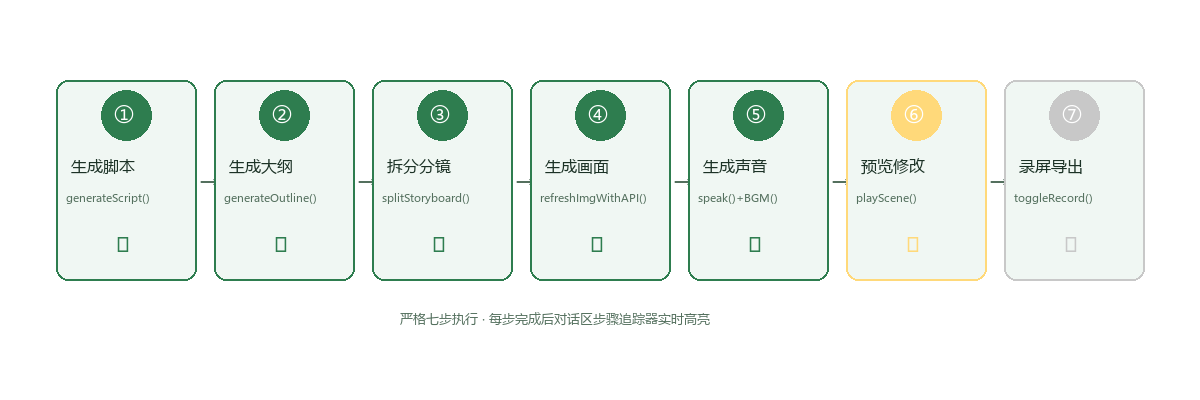 ①
生成脚本
generateScript()
②
生成大纲
generateOutline()
③
拆分分镜
splitStoryboard()
④
生成画面
refreshImgWithAPI()
⑤
生成声音
speak()+BGM()
⑥
预览修改
playScene()
⑦
录屏导出
toggleRecord()
严格七步执行 · 每步完成后对话区步骤追踪器实时高亮